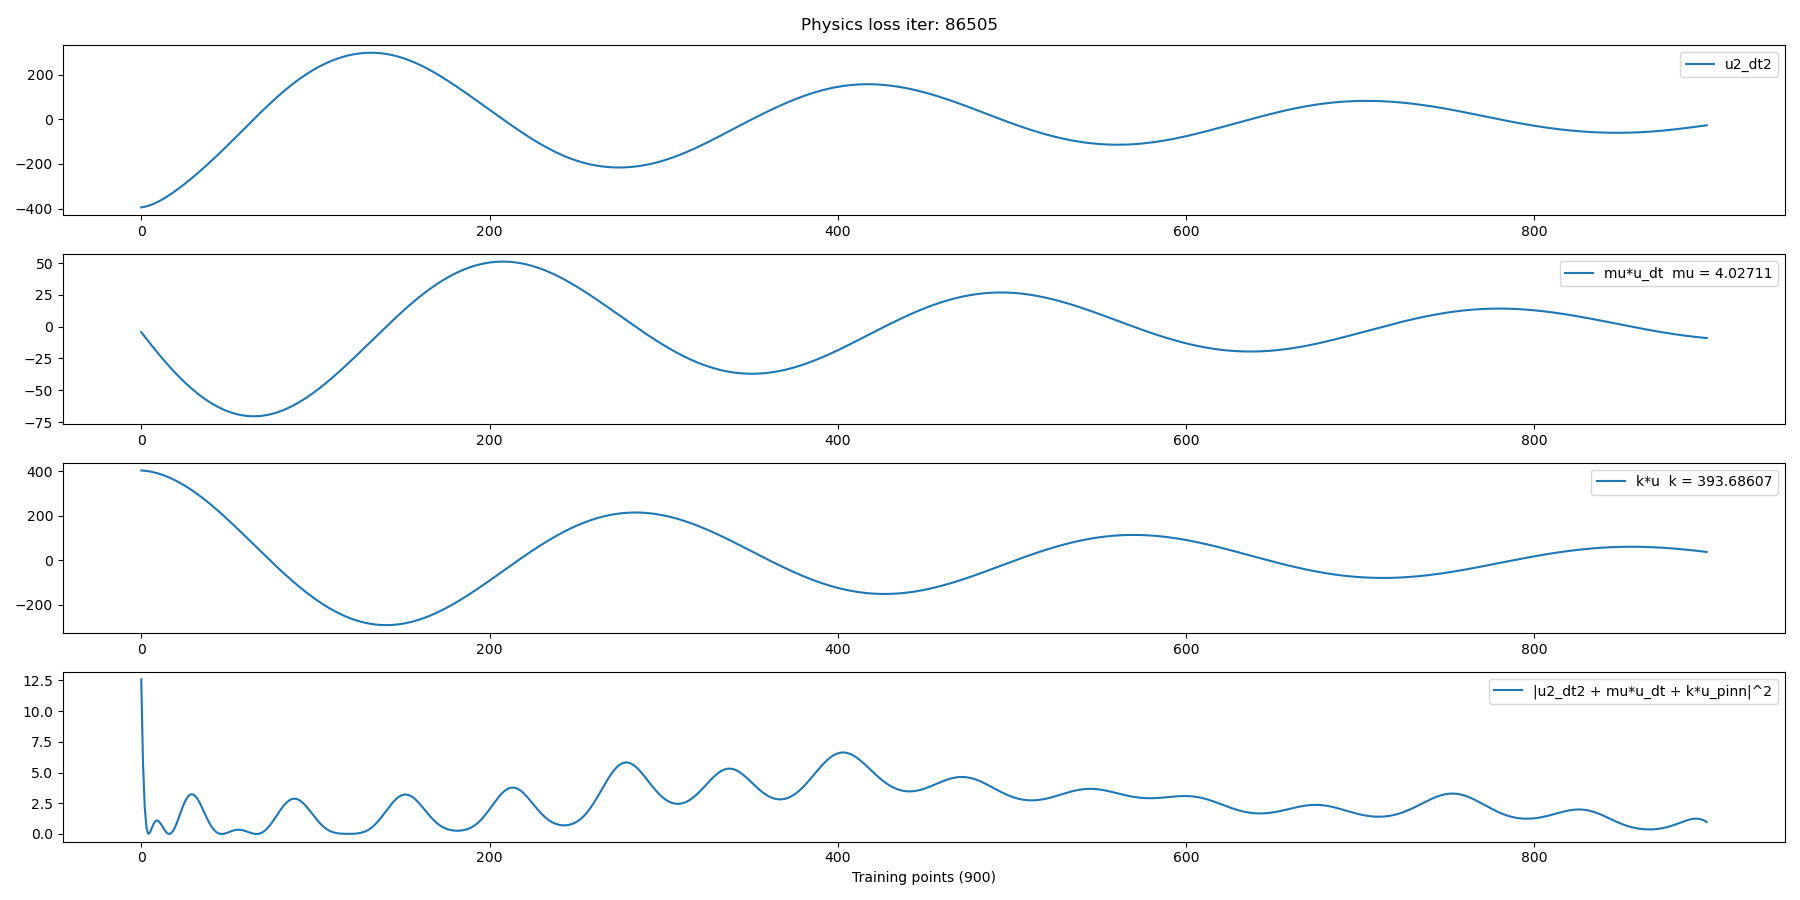 Physics loss iter: 86505
200
0
−200
−400
u2_dt2
0 200 400 600 800
50
25
0
−25
−50
−75
mu*u_dt  mu = 4.02711
0 200 400 600 800
400
200
0
−200
k*u  k = 393.68607
0 200 400 600 800
12.5
10.0
7.5
5.0
2.5
0.0
|u2_dt2 + mu*u_dt + k*u_pinn|^2
0 200 400 600 800
Training points (900)